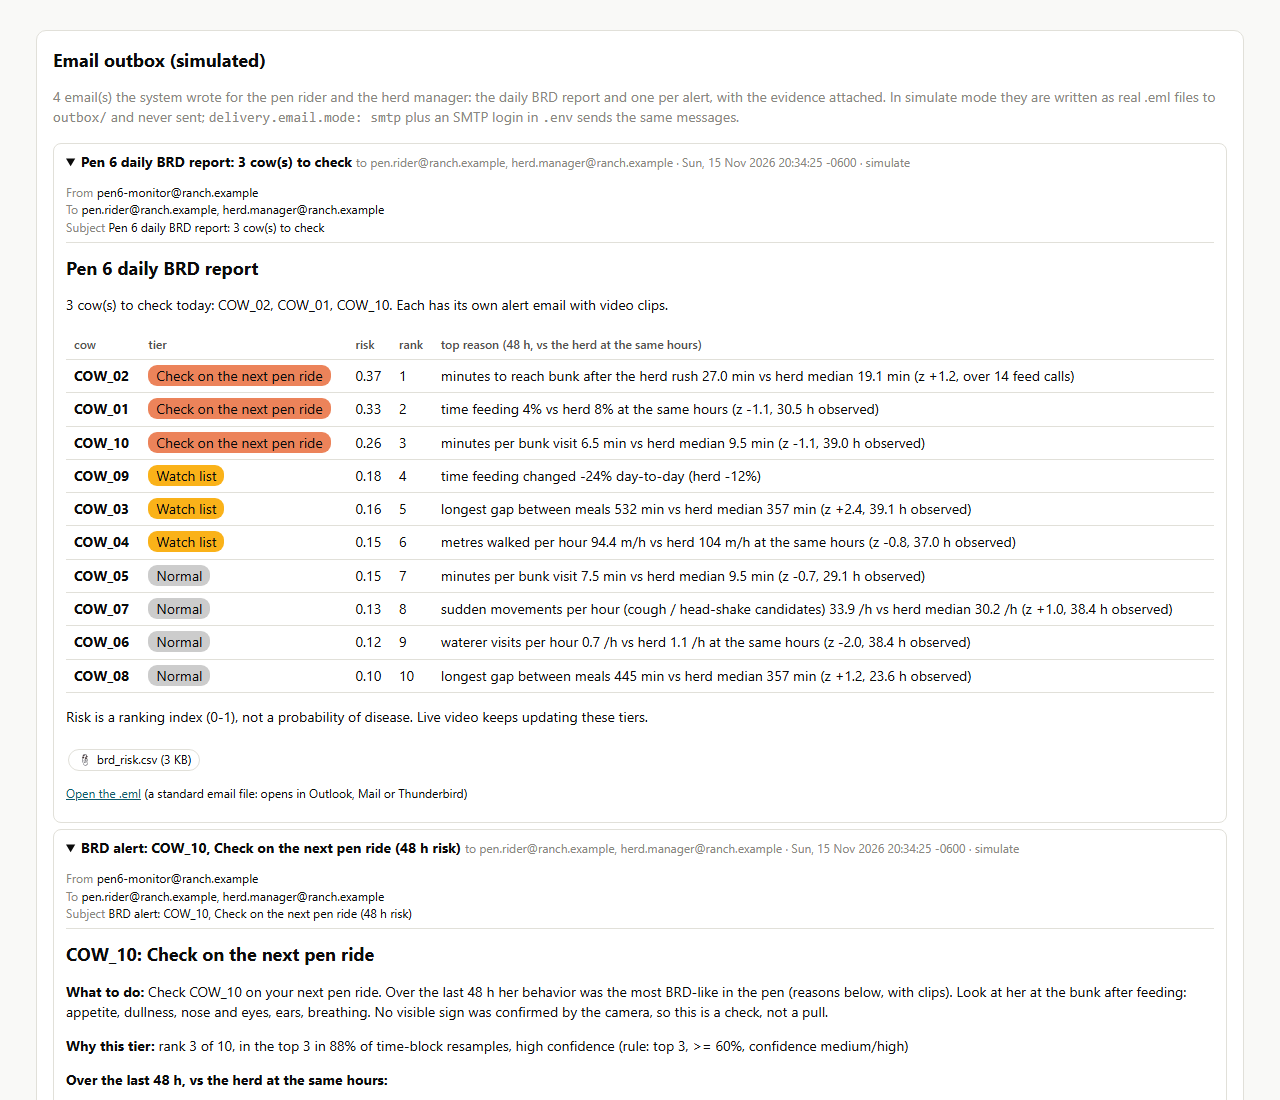 Email outbox (simulated)
4 email(s) the system wrote for the pen rider and the herd manager: the daily BRD report and one per alert, with the evidence attached. In simulate mode they are written as real .eml files to
outbox/ and never sent; delivery.email.mode: smtp plus an SMTP login in .env sends the same messages.
▼ Pen 6 daily BRD report: 3 cow(s) to check to pen.rider@ranch.example, herd.manager@ranch.example · Sun, 15 Nov 2026 20:34:25 -0600 · simulate
From pen6-monitor@ranch.example
To pen.rider@ranch.example, herd.manager@ranch.example
Subject Pen 6 daily BRD report: 3 cow(s) to check
Pen 6 daily BRD report
3 cow(s) to check today: COW_02, COW_01, COW_10. Each has its own alert email with video clips.
cow tier risk rank top reason (48 h, vs the herd at the same hours)
COW_02 Check on the next pen ride 0.37 1 minutes to reach bunk after the herd rush 27.0 min vs herd median 19.1 min (z +1.2, over 14 feed calls)
COW_01 Check on the next pen ride 0.33 2 time feeding 4% vs herd 8% at the same hours (z -1.1, 30.5 h observed)
COW_10 Check on the next pen ride 0.26 3 minutes per bunk visit 6.5 min vs herd median 9.5 min (z -1.1, 39.0 h observed)
COW_09 Watch list 0.18 4 time feeding changed -24% day-to-day (herd -12%)
COW_03 Watch list 0.16 5 longest gap between meals 532 min vs herd median 357 min (z +2.4, 39.1 h observed)
COW_04 Watch list 0.15 6 metres walked per hour 94.4 m/h vs herd 104 m/h at the same hours (z -0.8, 37.0 h observed)
COW_05 Normal 0.15 7 minutes per bunk visit 7.5 min vs herd median 9.5 min (z -0.7, 29.1 h observed)
COW_07 Normal 0.13 8 sudden movements per hour (cough / head-shake candidates) 33.9 /h vs herd median 30.2 /h (z +1.0, 38.4 h observed)
COW_06 Normal 0.12 9 waterer visits per hour 0.7 /h vs herd 1.1 /h at the same hours (z -2.0, 38.4 h observed)
COW_08 Normal 0.10 10 longest gap between meals 445 min vs herd median 357 min (z +1.2, 23.6 h observed)
Risk is a ranking index (0-1), not a probability of disease. Live video keeps updating these tiers.
brd_risk.csv (3 KB)
Open the .eml (a standard email file: opens in Outlook, Mail or Thunderbird)
▼ BRD alert: COW_10, Check on the next pen ride (48 h risk) to pen.rider@ranch.example, herd.manager@ranch.example · Sun, 15 Nov 2026 20:34:25 -0600 · simulate
From pen6-monitor@ranch.example
To pen.rider@ranch.example, herd.manager@ranch.example
Subject BRD alert: COW_10, Check on the next pen ride (48 h risk)
COW_10: Check on the next pen ride
What to do: Check COW_10 on your next pen ride. Over the last 48 h her behavior was the most BRD-like in the pen (reasons below, with clips). Look at her at the bunk after feeding:
appetite, dullness, nose and eyes, ears, breathing. No visible sign was confirmed by the camera, so this is a check, not a pull.
Why this tier: rank 3 of 10, in the top 3 in 88% of time-block resamples, high confidence (rule: top 3, >= 60%, confidence medium/high)
Over the last 48 h, vs the herd at the same hours: